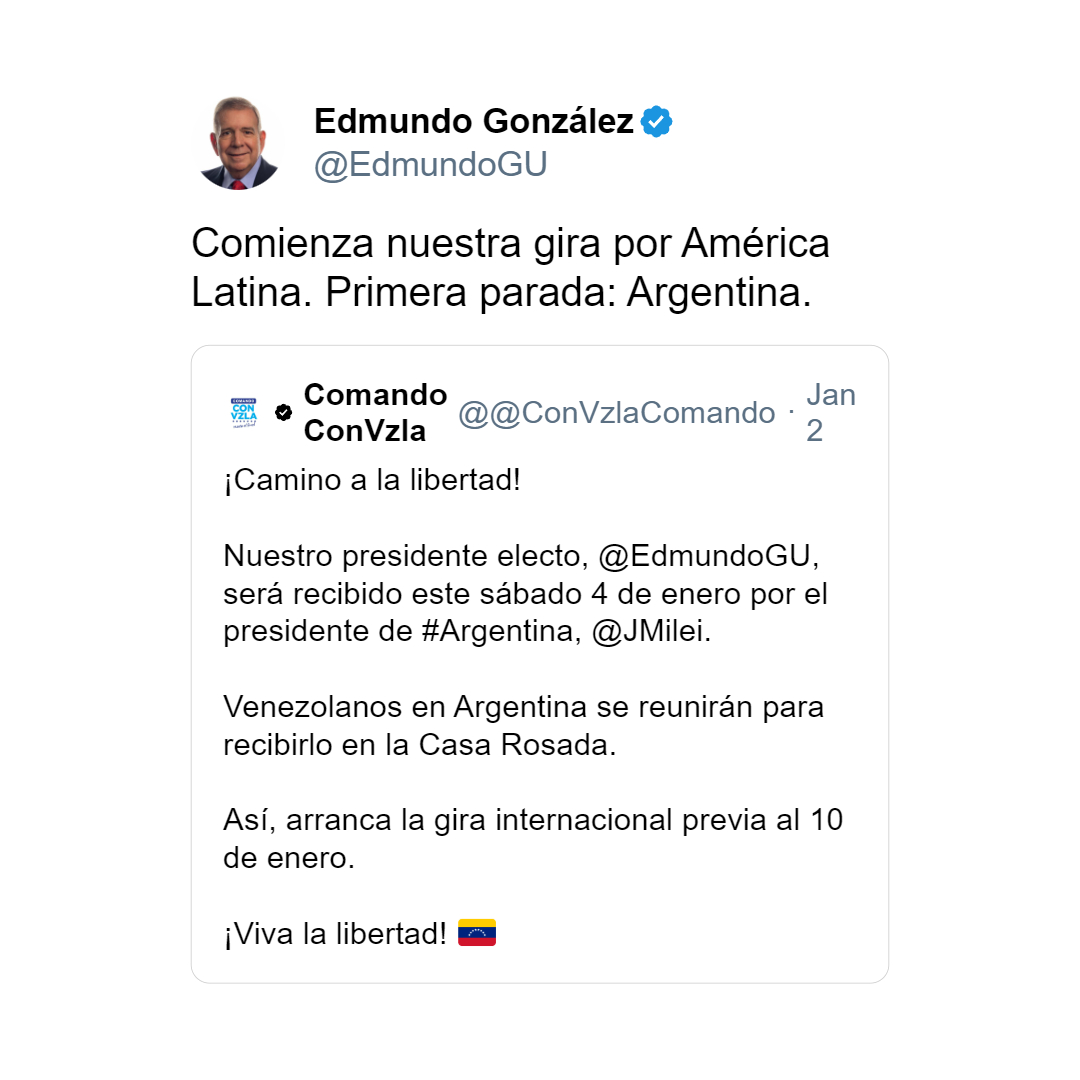 Edmundo González
@EdmundoGU
Comienza nuestra gira por América
Latina. Primera parada: Argentina.
COMANDO
CON
VZLA
Comando
ConVzla
@@ConVzlaComando · Jan
2
¡Camino a la libertad!
Nuestro presidente electo, @EdmundoGU,
será recibido este sábado 4 de enero por el
presidente de #Argentina, @JMilei.
Venezolanos en Argentina se reunirán para
recibirlo en la Casa Rosada.
Así, arranca la gira internacional previa al 10
de enero.
¡Viva la libertad!